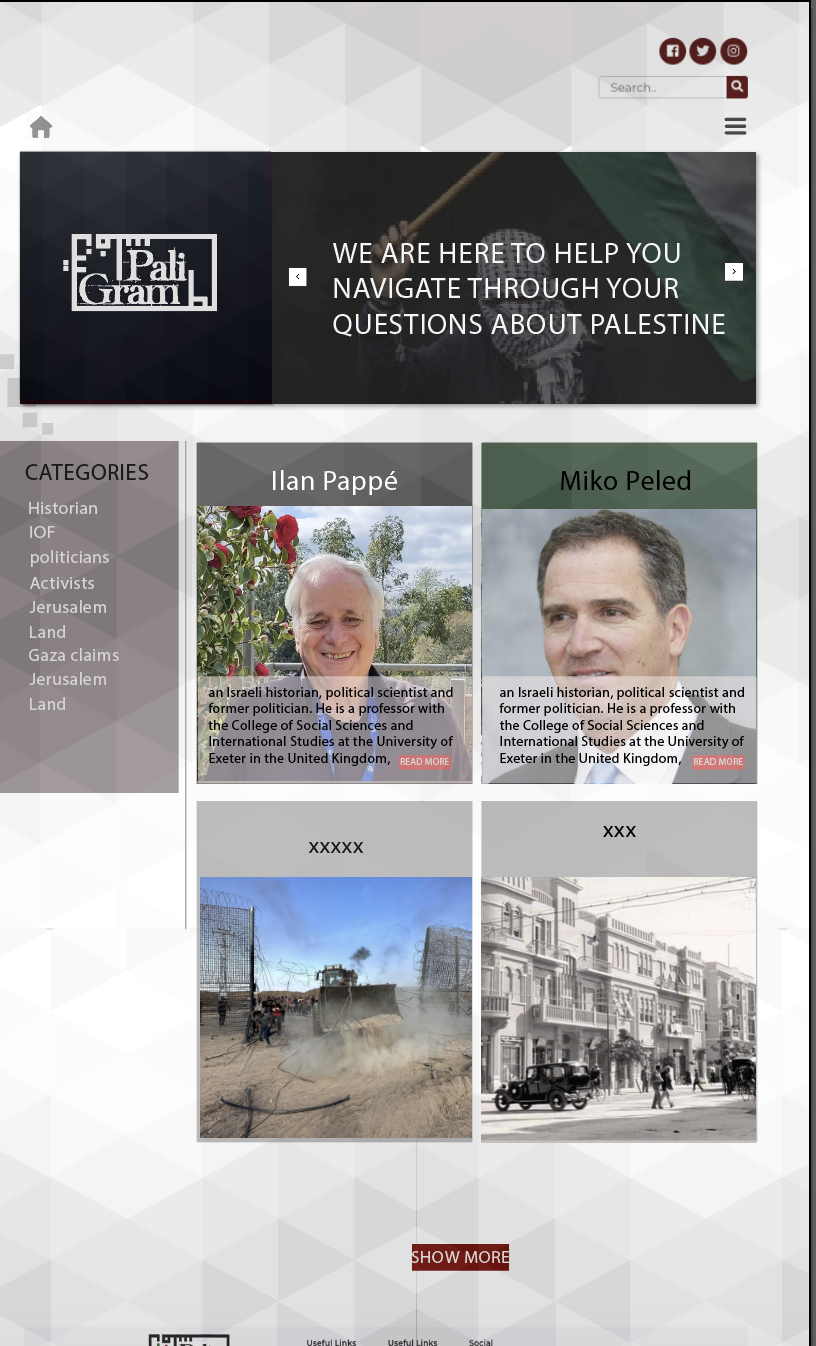 Search..
Pali
Gram
WE ARE HERE TO HELP YOU
NAVIGATE THROUGH YOUR
QUESTIONS ABOUT PALESTINE
CATEGORIES
Historian
IOF
politicians
Activists
Jerusalem
Land
Gaza claims
Jerusalem
Land
Ilan Pappé
an Israeli historian, political scientist and
former politician. He is a professor with
the College of Social Sciences and
International Studies at the University of
Exeter in the United Kingdom, READ MORE
Miko Peled
an Israeli historian, political scientist and
former politician. He is a professor with
the College of Social Sciences and
International Studies at the University of
Exeter in the United Kingdom, READ MORE
xxxxx
xxx
SHOW MORE
Useful Links Useful Links Social